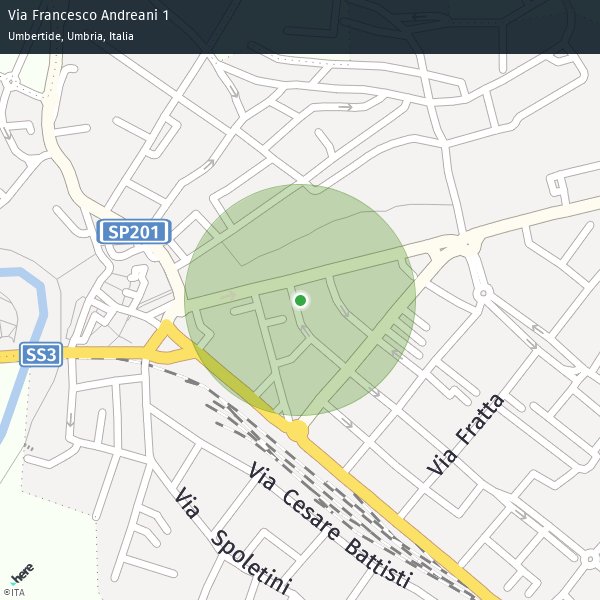 Via Francesco Andreani 1
Umbertide, Umbria, Italia
SP201
SS3
Via Fratta
Via Cesare Battisti
Via Spoletini
here
©ITA